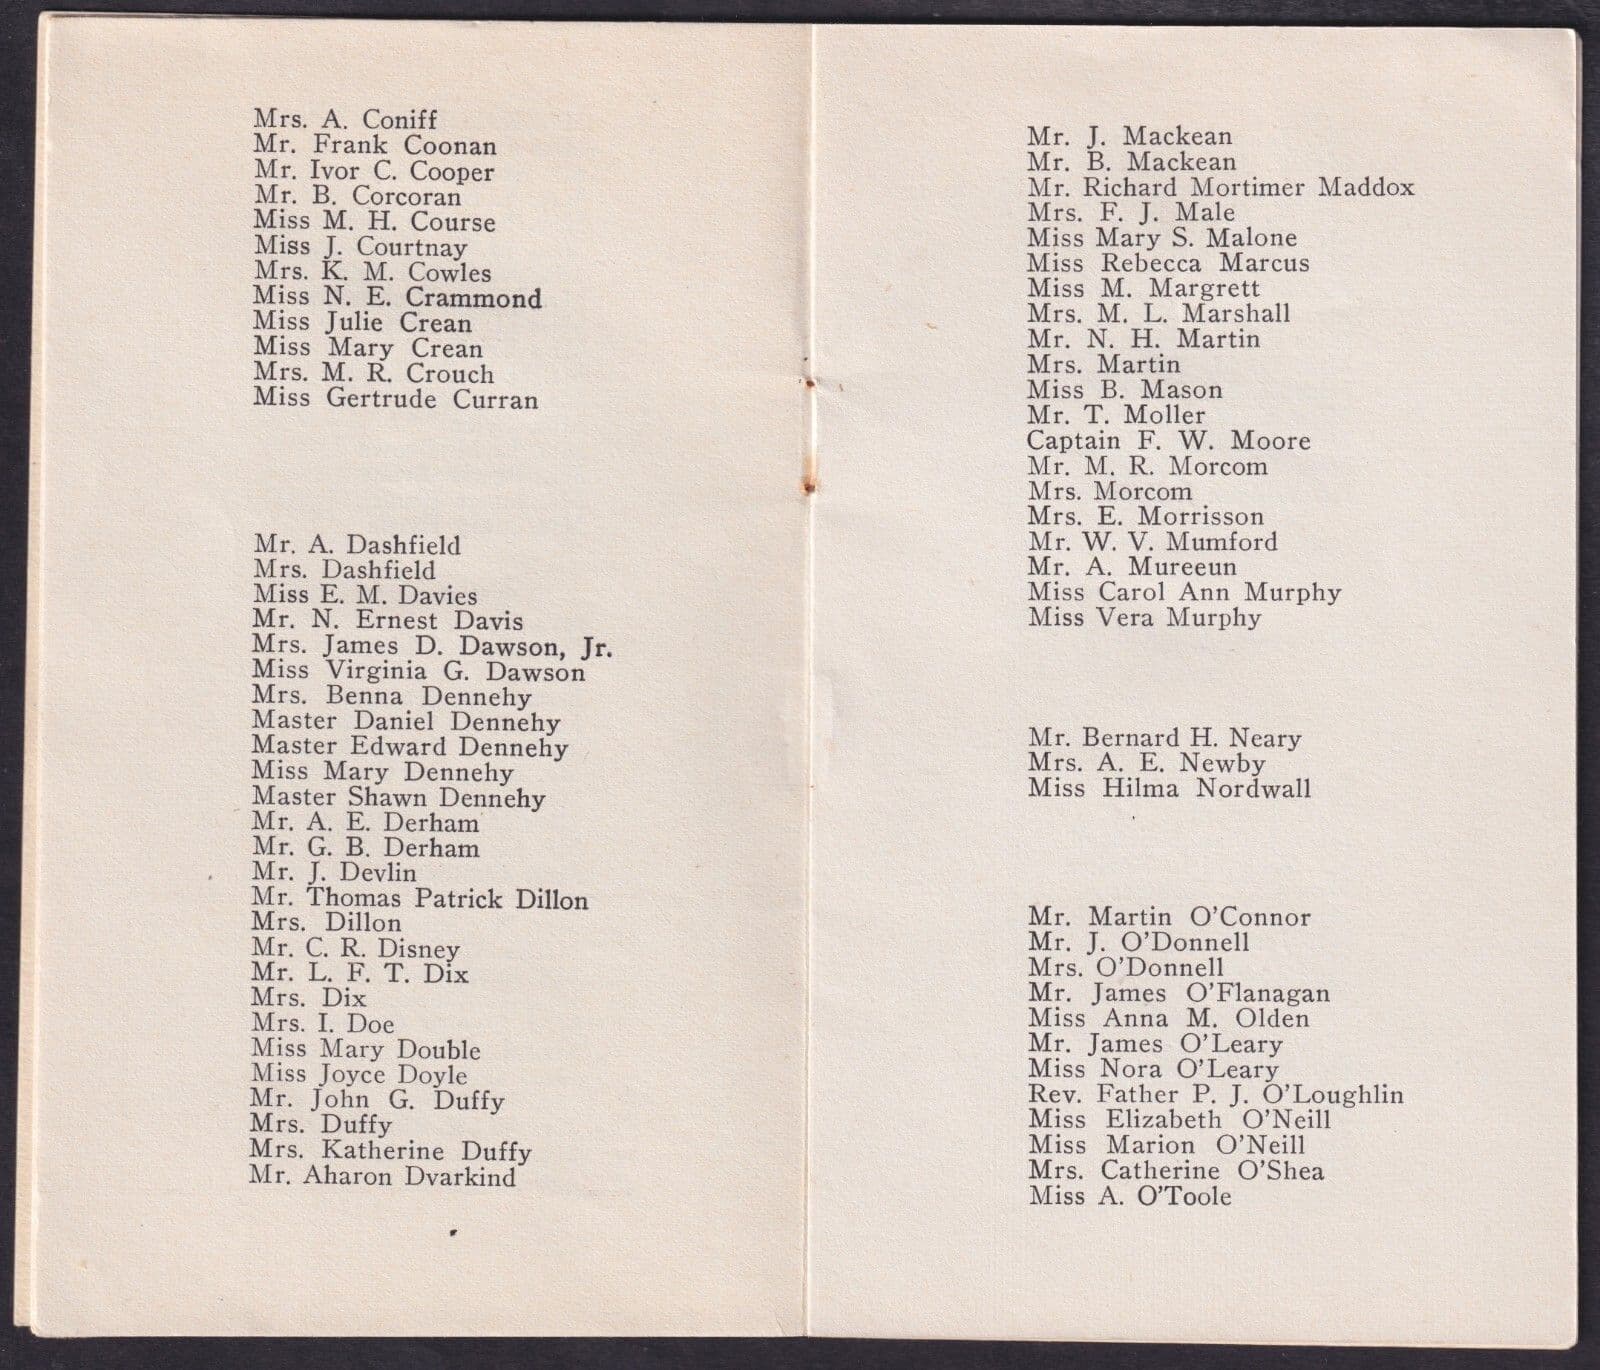 Mrs. A. Coniff
Mr. Frank Coonan
Mr. Ivor C. Cooper
Mr. B. Corcoran
Miss M. H. Course
Miss J. Courtnay
Mrs. K. M. Cowles
Miss N. E. Crammond
Miss Julie Crean
Miss Mary Crean
Mrs. M. R. Crouch
Miss Gertrude Curran
Mr. A. Dashfield
Mrs. Dashfield
Miss E. M. Davies
Mr. N. Ernest Davis
Mrs. James D. Dawson, Jr.
Miss Virginia G. Dawson
Mrs. Benna Dennehy
Master Daniel Dennehy
Master Edward Dennehy
Miss Mary Dennehy
Master Shawn Dennehy
Mr. A. E. Derham
Mr. G. B. Derham
Mr. J. Devlin
Mr. Thomas Patrick Dillon
Mrs. Dillon
Mr. C. R. Disney
Mr. L. F. T. Dix
Mrs. Dix
Mrs. I. Doe
Miss Mary Double
Miss Joyce Doyle
Mr. John G. Duffy
Mrs. Duffy
Mrs. Katherine Duffy
Mr. Aharon Dvarkind
Mr. J. Mackean
Mr. B. Mackean
Mr. Richard Mortimer Maddox
Mrs. F. J. Male
Miss Mary S. Malone
Miss Rebecca Marcus
Miss M. Margrett
Mrs. M. L. Marshall
Mr. N. H. Martin
Mrs. Martin
Miss B. Mason
Mr. T. Moller
Captain F. W. Moore
Mr. M. R. Morcom
Mrs. Morcom
Mrs. E. Morrisson
Mr. W. V. Mumford
Mr. A. Mureeun
Miss Carol Ann Murphy
Miss Vera Murphy
Mr. Bernard H. Neary
Mrs. A. E. Newby
Miss Hilma Nordwall
Mr. Martin O'Connor
Mr. J. O'Donnell
Mrs. O'Donnell
Mr. James O'Flanagan
Miss Anna M. Olden
Mr. James O'Leary
Miss Nora O'Leary
Rev. Father P. J. O'Loughlin
Miss Elizabeth O'Neill
Miss Marion O'Neill
Mrs. Catherine O'Shea
Miss A. O'Toole